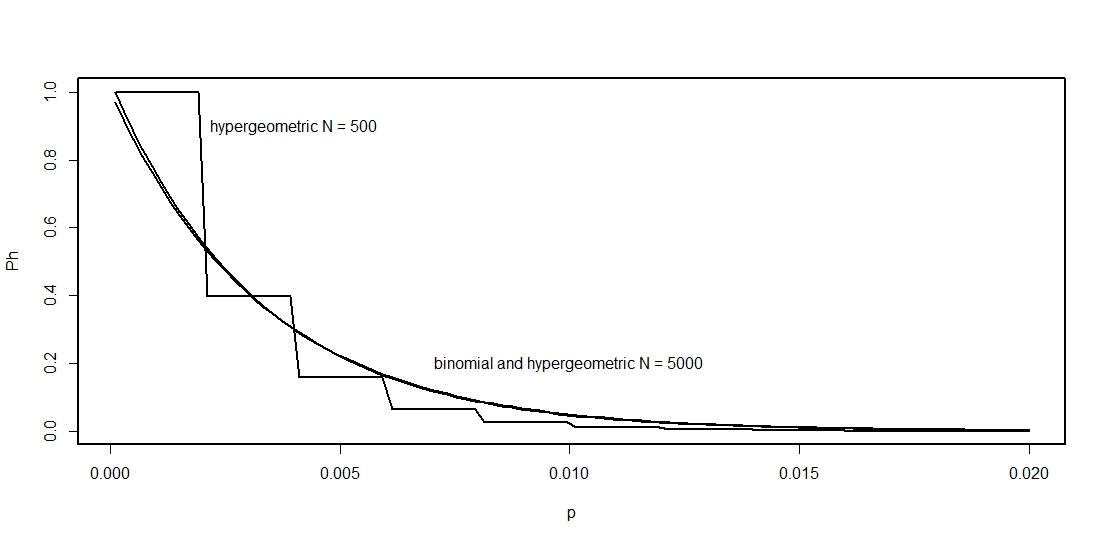 1.0
hypergeometric N = 500
0.8
0.6
Ph
0.4
0.2
binomial and hypergeometric N = 5000
0.0
0.000 0.005 0.010 0.015 0.020
p